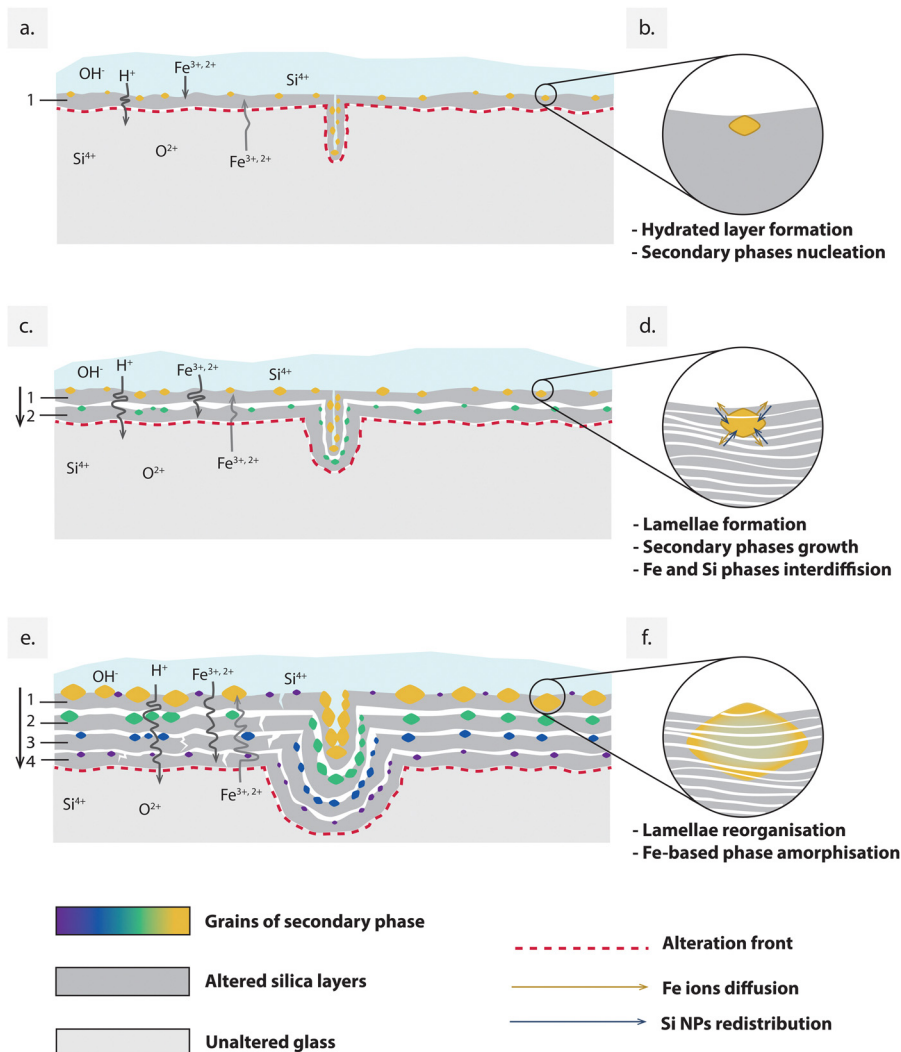 a.
b.
OH⁻ H⁺ Fe³⁺,²⁺ Si⁴⁺
1
Si⁴⁺ O²⁺ Fe³⁺,²⁺
- Hydrated layer formation
- Secondary phases nucleation
c.
d.
OH⁻ H⁺ Fe³⁺,²⁺ Si⁴⁺
1
2
Si⁴⁺ O²⁺ Fe³⁺,²⁺
- Lamellae formation
- Secondary phases growth
- Fe and Si phases interdiffision
e.
f.
OH⁻ H⁺ Fe³⁺,²⁺ Si⁴⁺
1
2
3
4
Si⁴⁺ O²⁺ Fe³⁺,²⁺
- Lamellae reorganisation
- Fe-based phase amorphisation
Grains of secondary phase
Altered silica layers
Unaltered glass
Alteration front
Fe ions diffusion
Si NPs redistribution